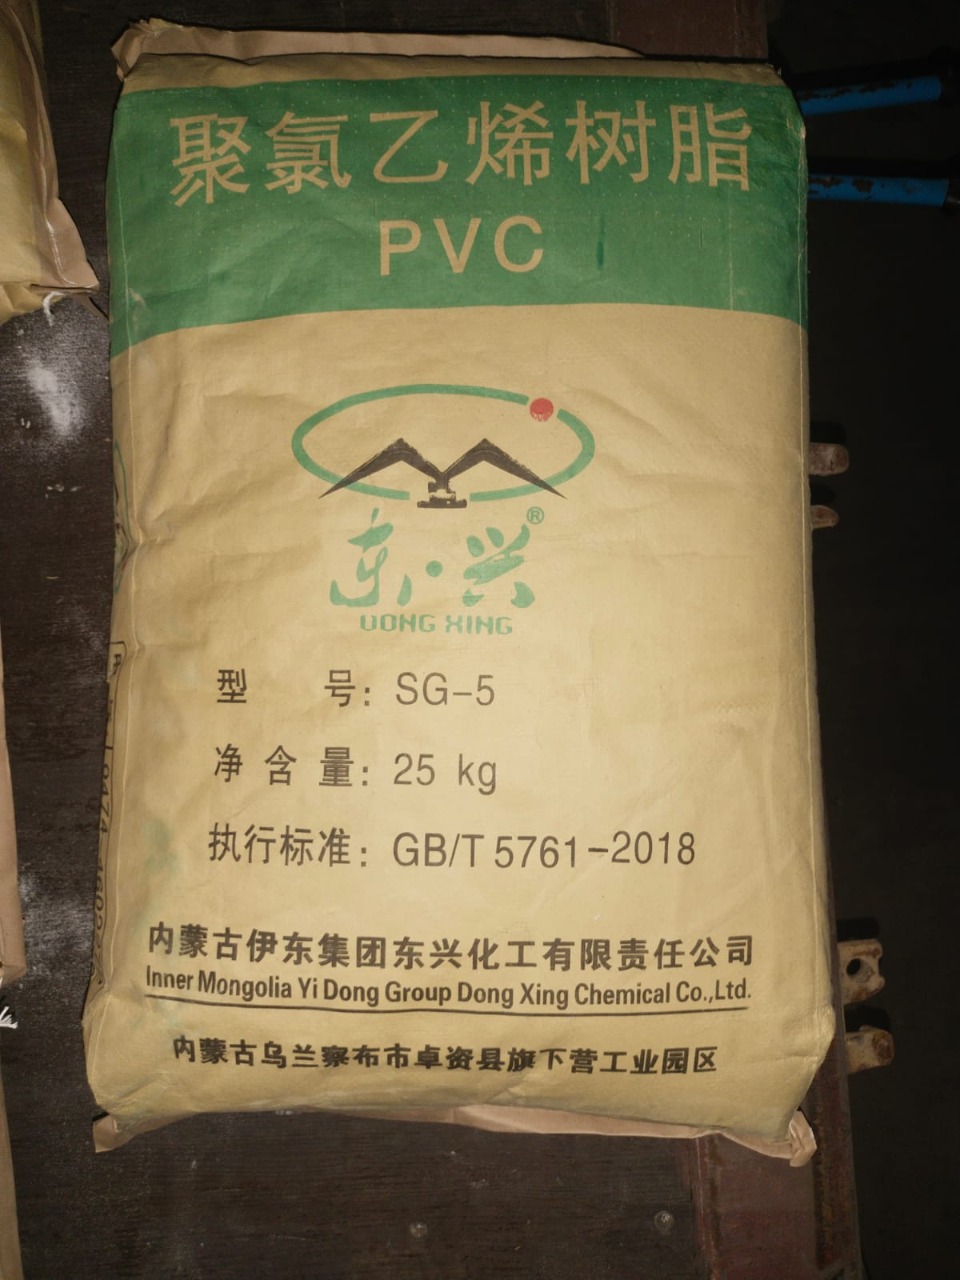 聚氯乙烯树脂
PVC
东·兴®
DONG XING
型 号：SG-5
净含量：25 kg
执行标准：GB/T 5761-2018
内蒙古伊东集团东兴化工有限责任公司
Inner Mongolia Yi Dong Group Dong Xing Chemical Co.,Ltd.
内蒙古乌兰察布市卓资县旗下营工业园区